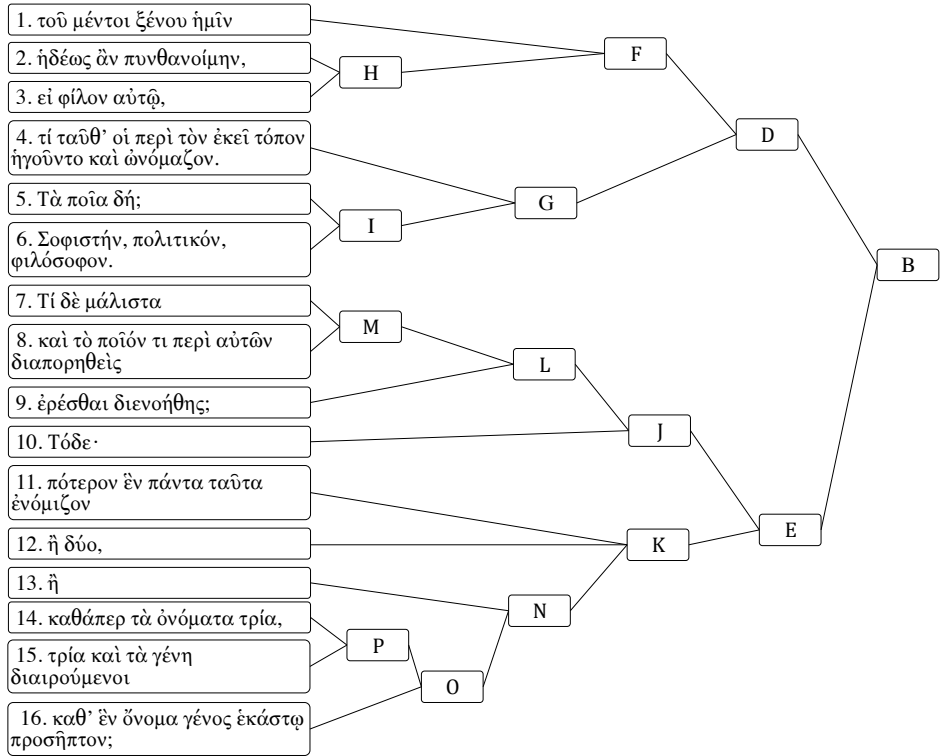 1. τοῦ μέντοι ξένου ἡμῖν
2. ἡδέως ἂν πυνθανοίμην,
3. εἰ φίλον αὐτῷ,
4. τί ταῦθ’ οἱ περὶ τὸν ἐκεῖ τόπον
ἡγοῦντο καὶ ὠνόμαζον.
5. Τὰ ποῖα δή;
6. Σοφιστήν, πολιτικόν,
φιλόσοφον.
7. Τί δὲ μάλιστα
8. καὶ τὸ ποῖόν τι περὶ αὐτῶν
διαπορηθεὶς
9. ἐρέσθαι διενοήθης;
10. Τόδε·
11. πότερον ἓν πάντα ταῦτα
ἐνόμιζον
12. ἢ δύο,
13. ἢ
14. καθάπερ τὰ ὀνόματα τρία,
15. τρία καὶ τὰ γένη
διαιρούμενοι
16. καθ’ ἓν ὄνομα γένος ἑκάστῳ
προσῆπτον;
H
I
M
P
O
G
L
N
F
J
K
D
E
B